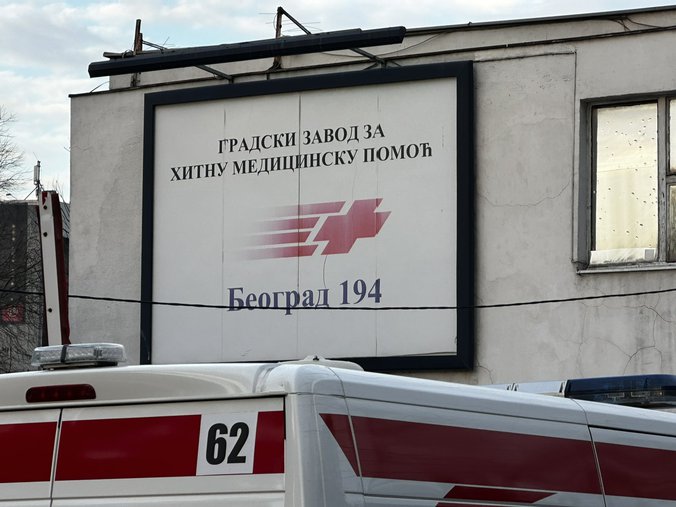 ГРАДСКИ ЗАВОД ЗА
ХИТНУ МЕДИЦИНСКУ ПОМОЋ
Београд 194
62